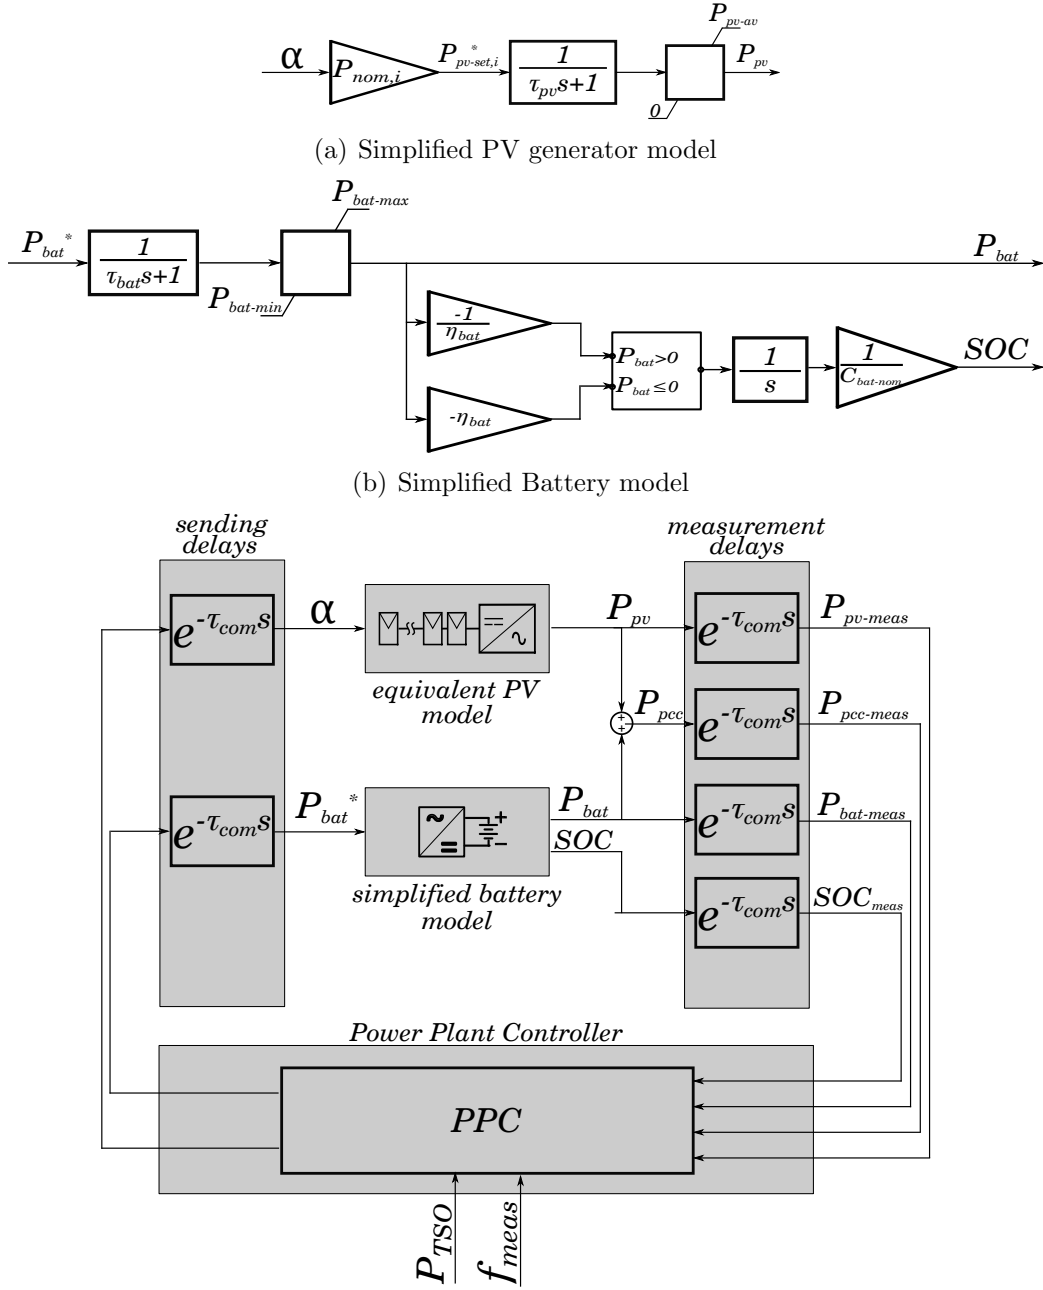 P_pv-av
α
P_nom,i
P*_pv-set,i
1
τ_pv s+1
P_pv
0
(a) Simplified PV generator model
P_bat-max
P_bat*
1
τ_bat s+1
P_bat-min
P_bat
-1
η_bat
P_bat>0
P_bat≤0
1
s
1
C_bat-nom
SOC
-η_bat
(b) Simplified Battery model
sending
delays
measurement
delays
e^-τ_com s
α
P_pv
e^-τ_com s
P_pv-meas
equivalent PV
model
P_pcc
+
+
e^-τ_com s
P_pcc-meas
e^-τ_com s
P_bat*
~
=
+
-
P_bat
e^-τ_com s
P_bat-meas
SOC
simplified battery
model
e^-τ_com s
SOC_meas
Power Plant Controller
PPC
P_TSO
f_meas